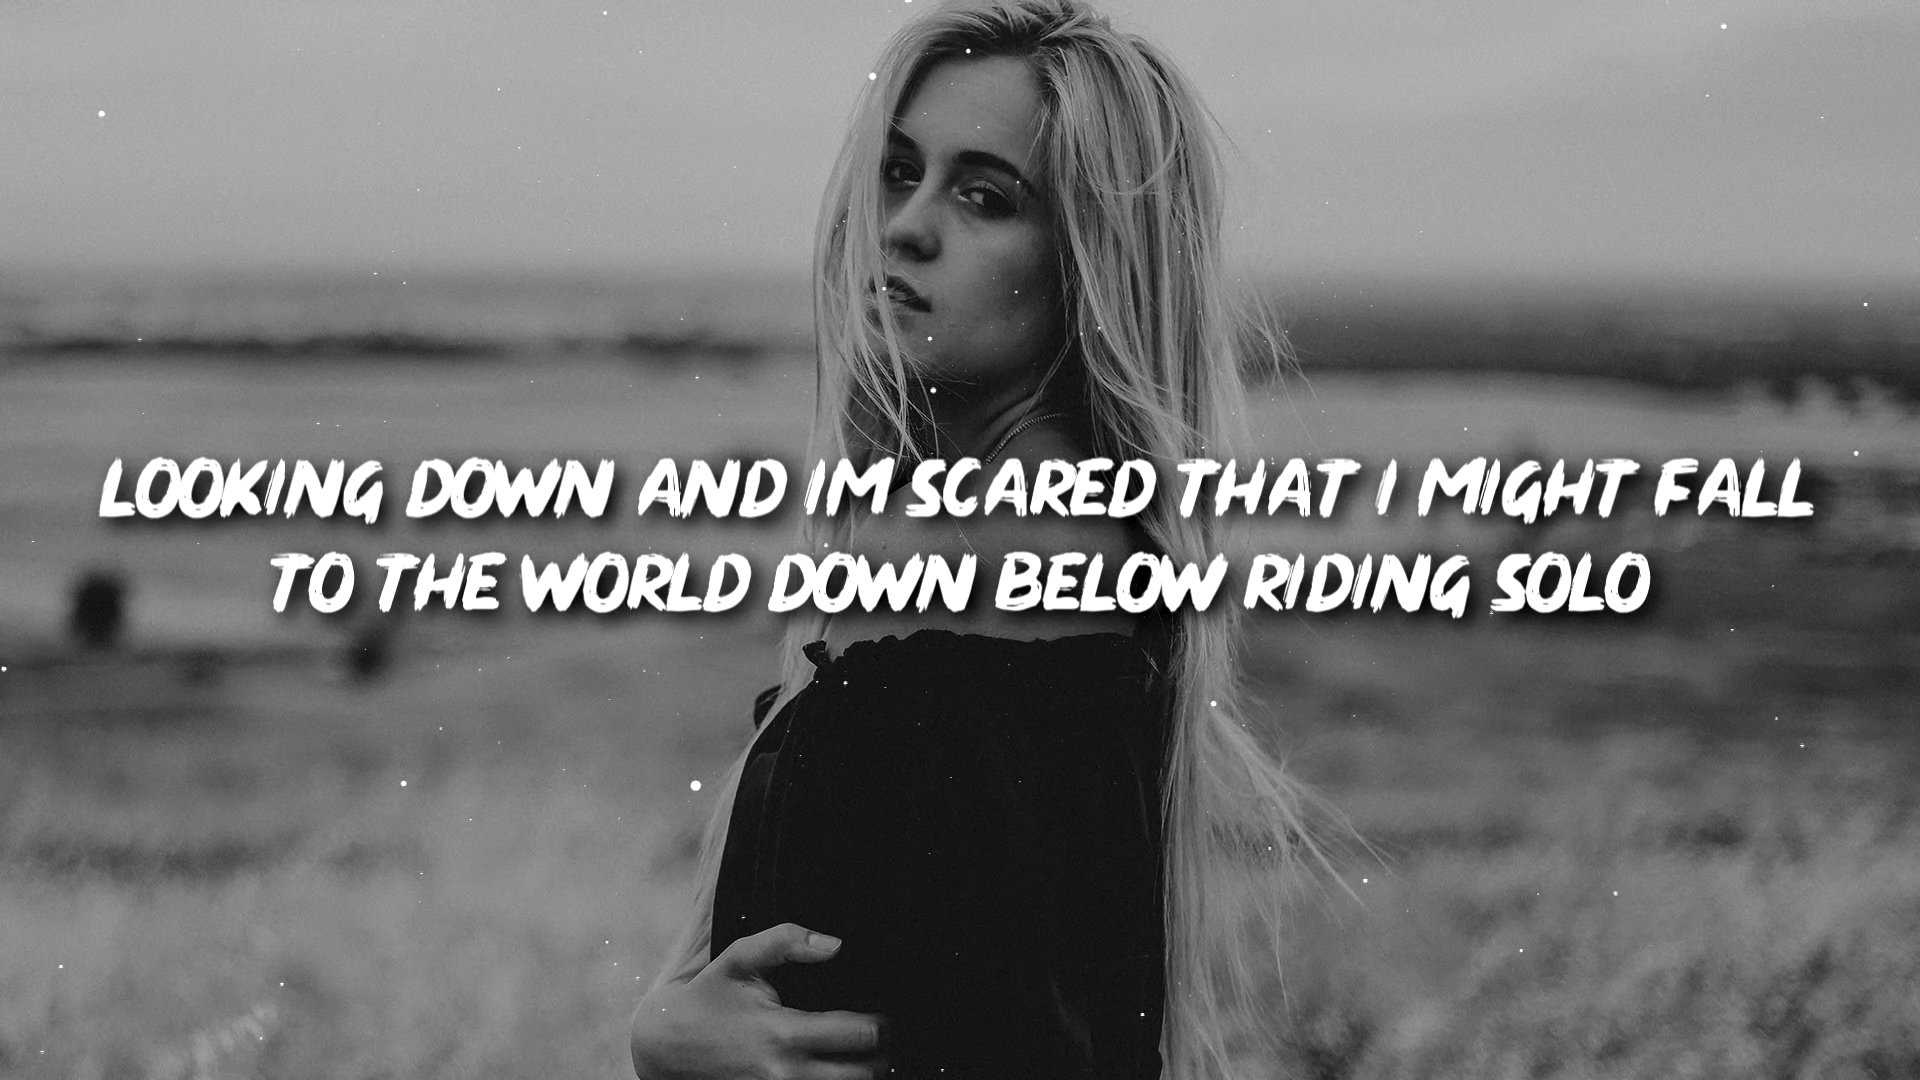 LOOKING DOWN AND IM SCARED THAT I MIGHT FALL
TO THE WORLD DOWN BELOW RIDING SOLO